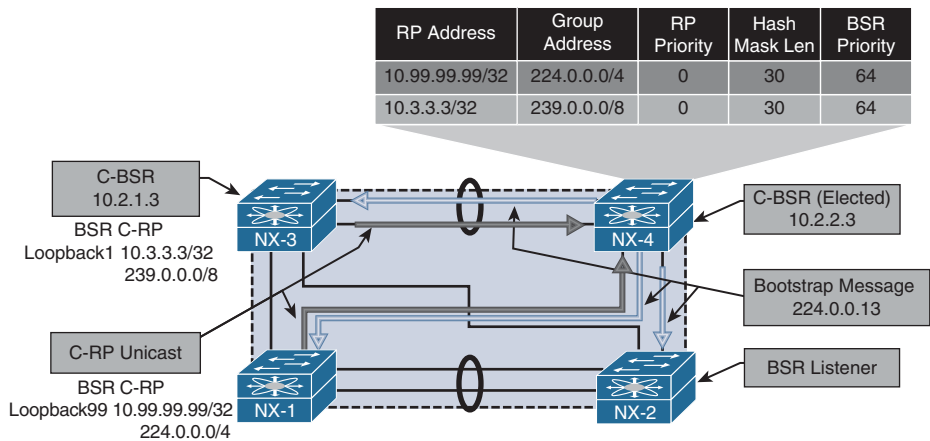 RP Address Group Address RP Priority Hash Mask Len BSR Priority
10.99.99.99/32 224.0.0.0/4 0 30 64
10.3.3.3/32 239.0.0.0/8 0 30 64
C-BSR
10.2.1.3
BSR C-RP
Loopback1 10.3.3.3/32
239.0.0.0/8
NX-3
NX-4
C-BSR (Elected)
10.2.2.3
Bootstrap Message
224.0.0.13
C-RP Unicast
BSR C-RP
Loopback99 10.99.99.99/32
224.0.0.0/4
NX-1
NX-2
BSR Listener